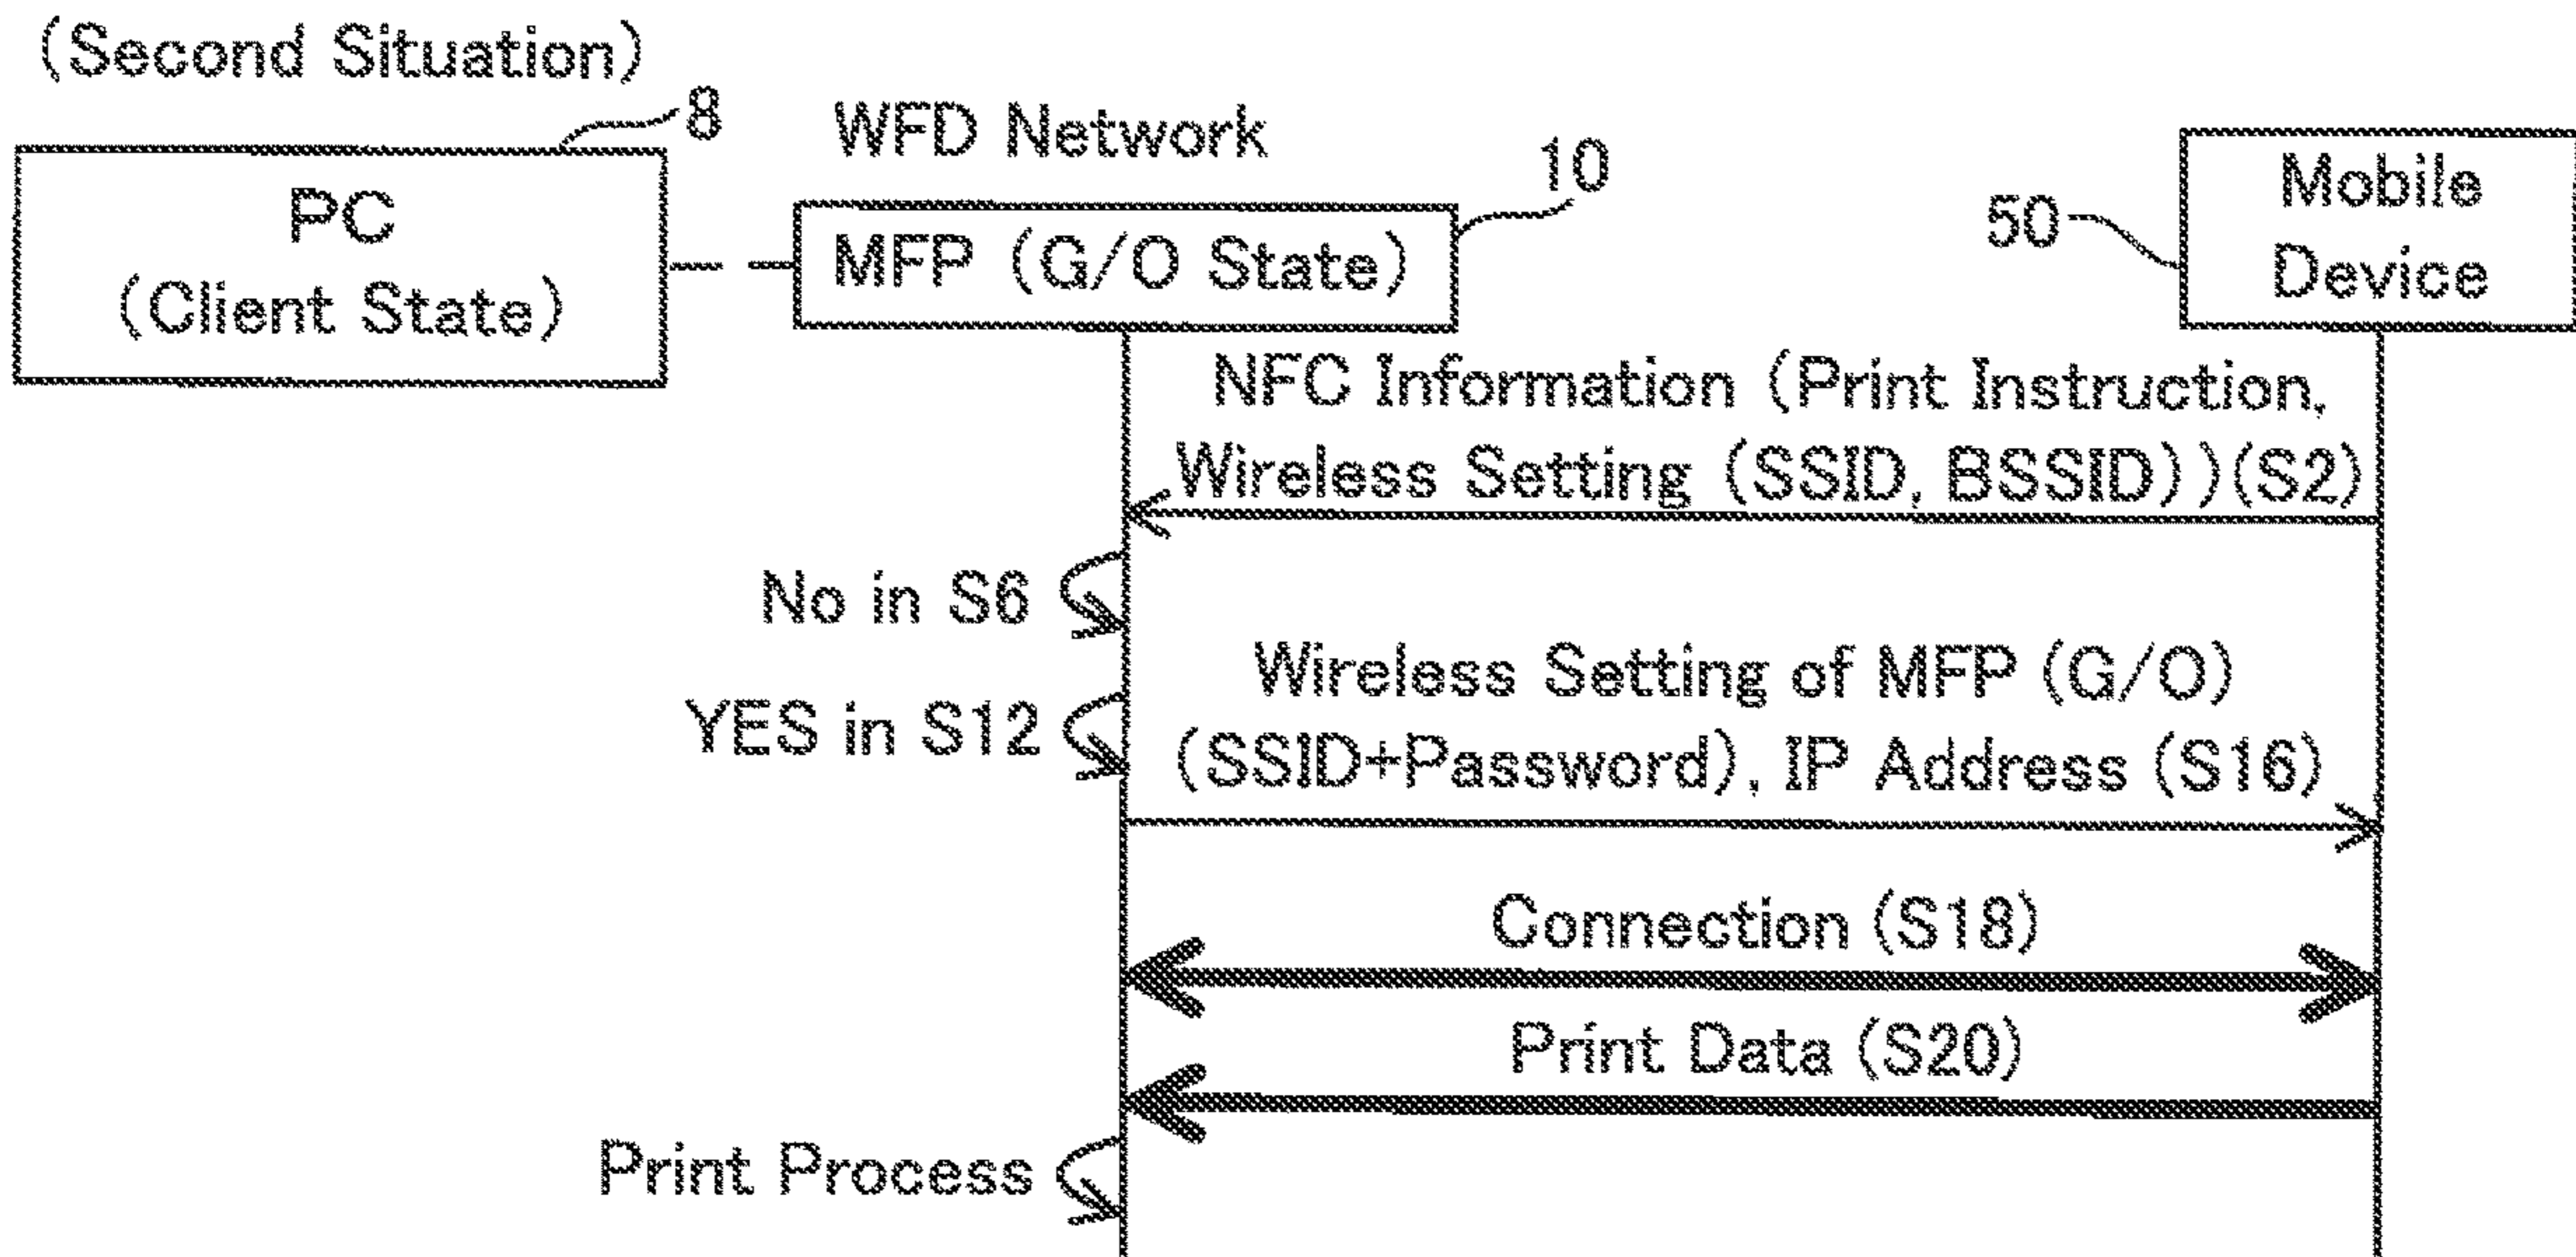 (Second Situation)
8
WFD Network
10
PC
(Client State)
MFP (G/O State)
50
Mobile
Device
NFC Information (Print Instruction,
Wireless Setting (SSID, BSSID))(S2)
No in S6
Wireless Setting of MFP (G/O)
YES in S12
(SSID+Password), IP Address (S16)
Connection (S18)
Print Data (S20)
Print Process